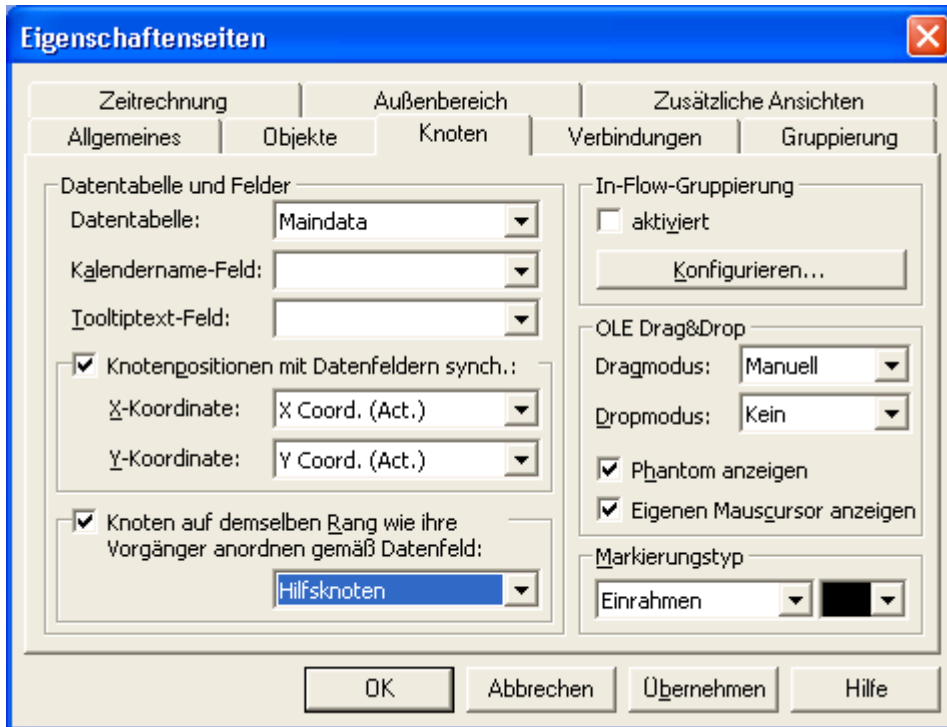 Eigenschaftenseiten
Zeitrechnung
Außenbereich
Zusätzliche Ansichten
Allgemeines
Objekte
Knoten
Verbindungen
Gruppierung
Datentabelle und Felder
Datentabelle:
Maindata
Kalendername-Feld:
Tooltiptext-Feld:
Knotenpositionen mit Datenfeldern synch.:
X-Koordinate:
X Coord. (Act.)
Y-Koordinate:
Y Coord. (Act.)
Knoten auf demselben Rang wie ihre
Vorgänger anordnen gemäß Datenfeld:
Hilfsknoten
In-Flow-Gruppierung
aktiviert
Konfigurieren...
OLE Drag&Drop
Dragmodus:
Manuell
Dropmodus:
Kein
Phantom anzeigen
Eigenen Mauscursor anzeigen
Markierungstyp
Einrahmen
OK
Abbrechen
Übernehmen
Hilfe